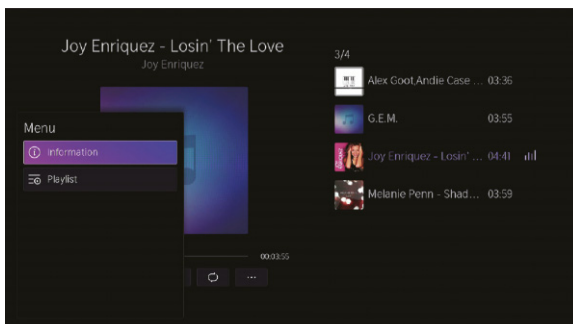 Joy Enriquez - Losin' The Love
Joy Enriquez
3/4
Alex Goot,Andie Case ... 03:36
G.E.M. 03:55
Joy Enriquez - Losin' ... 04:41
Melanie Penn - Shad... 03:59
Menu
Information
Playlist
00:03:55